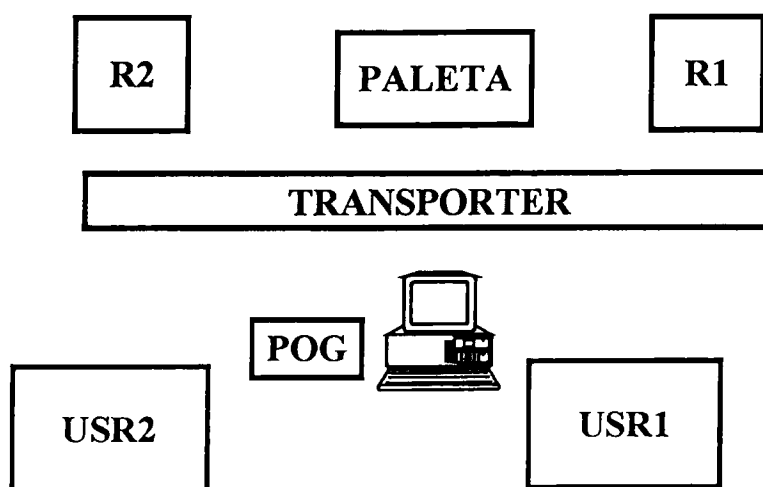 R2
PALETA
R1
TRANSPORTER
POG
USR2
USR1